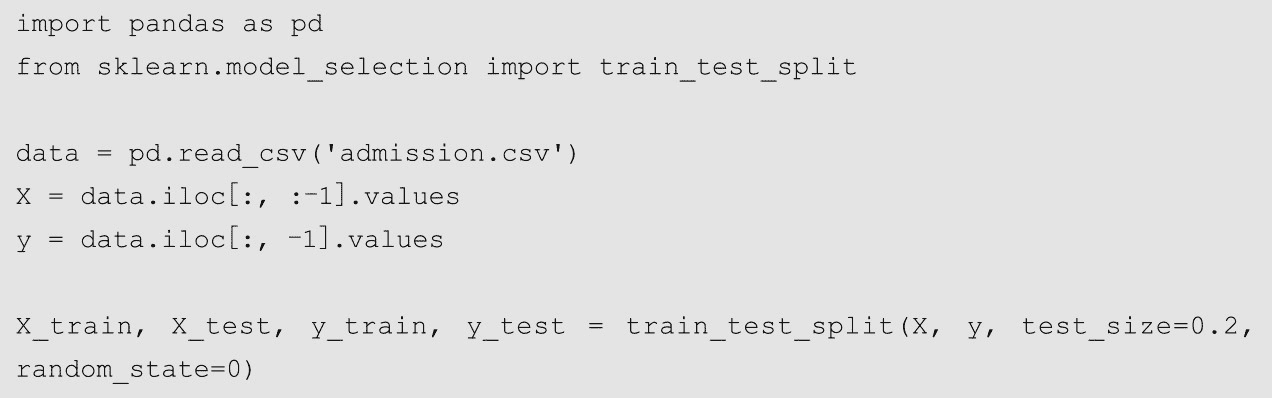 import pandas as pd
from sklearn.model_selection import train_test_split
data = pd.read_csv('admission.csv')
X = data.iloc[:, :-1].values
y = data.iloc[:, -1].values
X_train, X_test, y_train, y_test = train_test_split(X, y, test_size=0.2,
random_state=0)